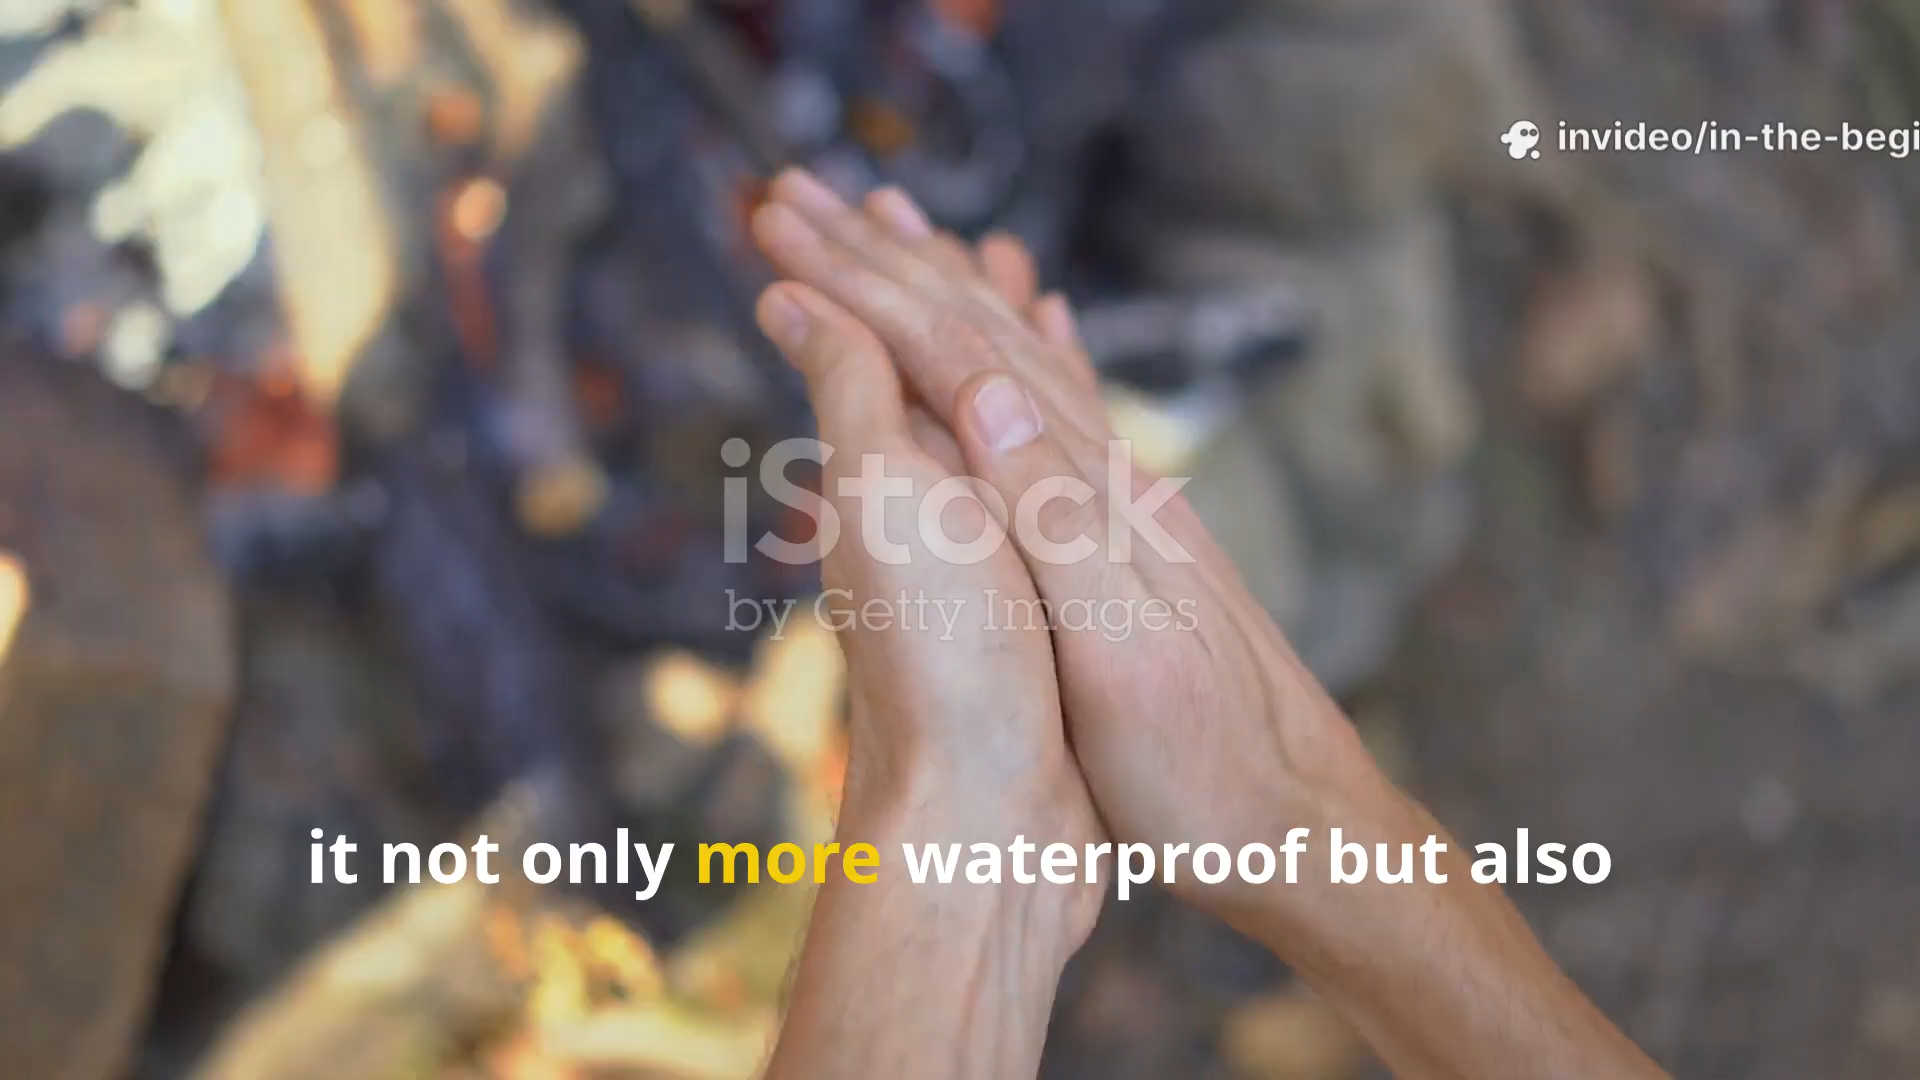 invideo/in-the-begi
iStock
by Getty Images
it not only more waterproof but also